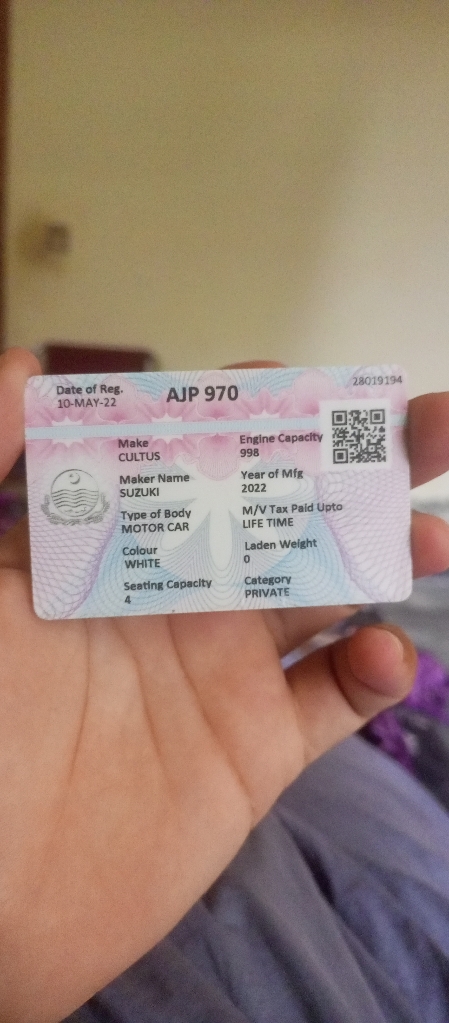 Date of Reg.
10-MAY-22
AJP 970
28019194
Make
CULTUS
Engine Capacity
998
Maker Name
SUZUKI
Year of Mfg
2022
Type of Body
MOTOR CAR
M/V Tax Paid Upto
LIFE TIME
Colour
WHITE
Laden Weight
0
Seating Capacity
4
Category
PRIVATE